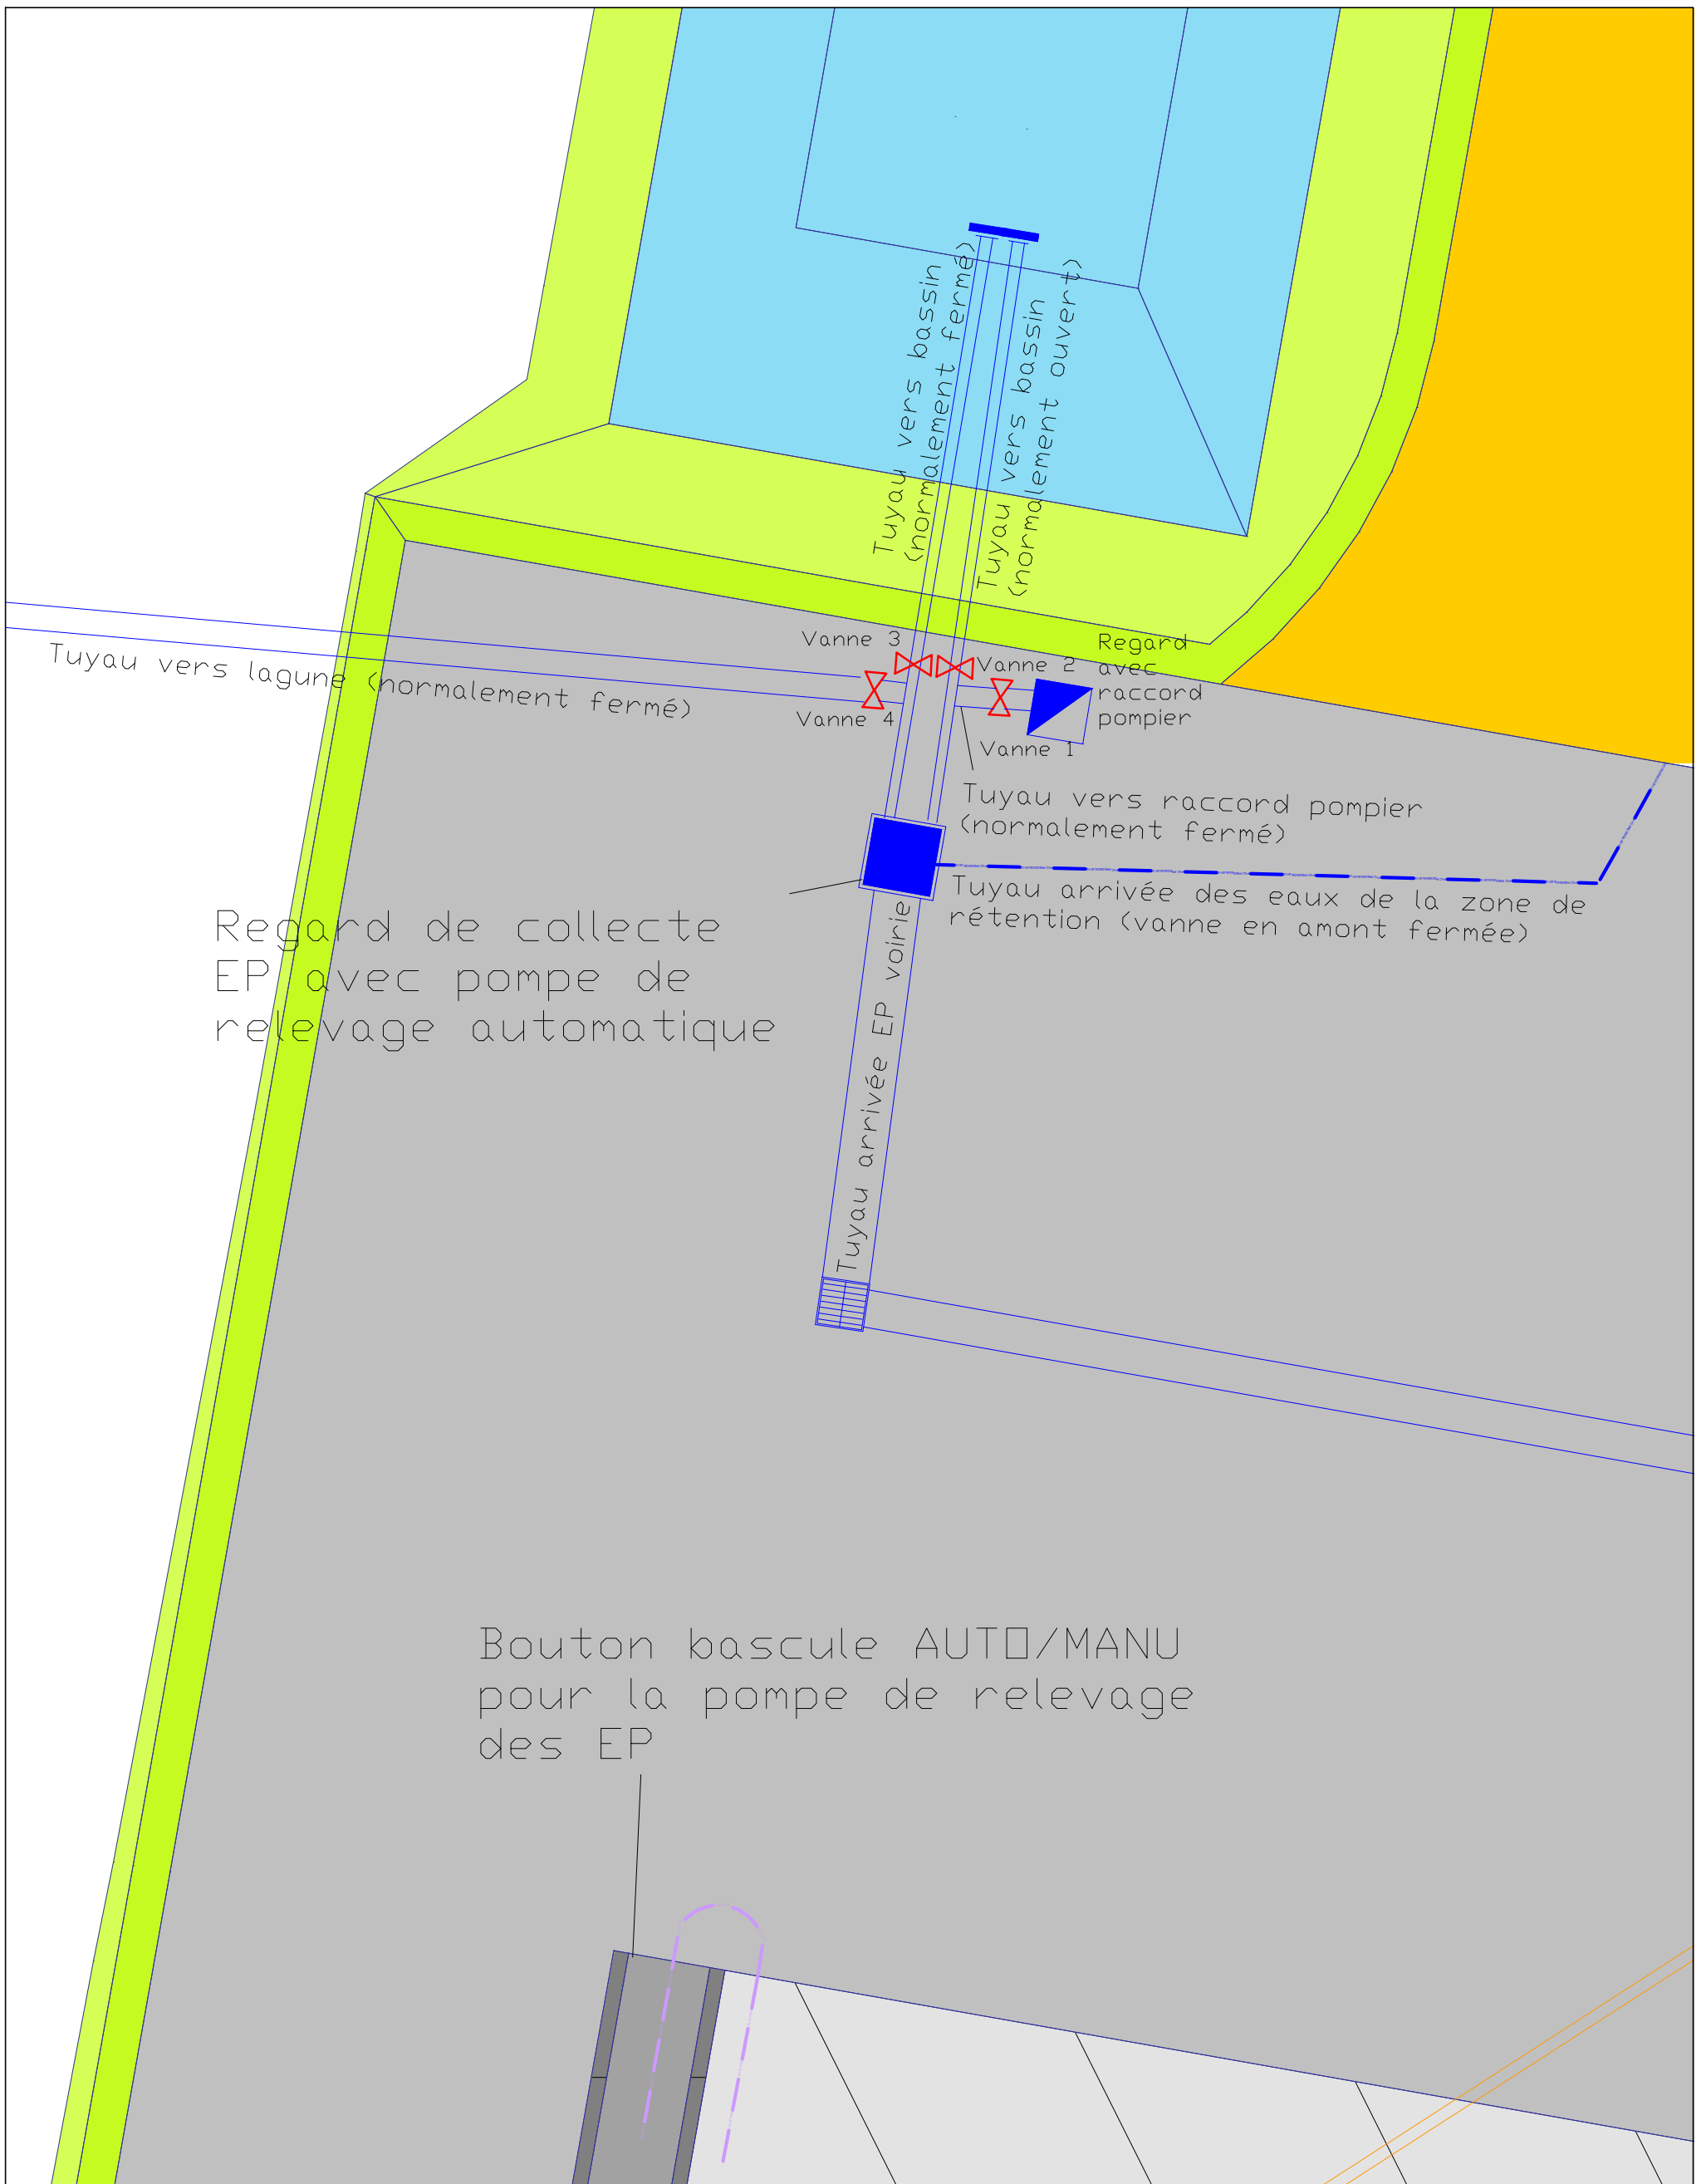 Tuyau vers bassin
(normalement fermé)
Tuyau vers bassin
(normalement ouvert)
Vanne 3
Vanne 2
Regard
avec
raccord
pompier
Tuyau vers lagune (normalement fermé)
Vanne 4
Vanne 1
Tuyau vers raccord pompier
(normalement fermé)
Tuyau arrivée des eaux de la zone de
rétention (vanne en amont fermée)
Regard de collecte
EP avec pompe de
relevage automatique
Tuyau arrivée EP voirie
Bouton bascule AUTO/MANU
pour la pompe de relevage
des EP